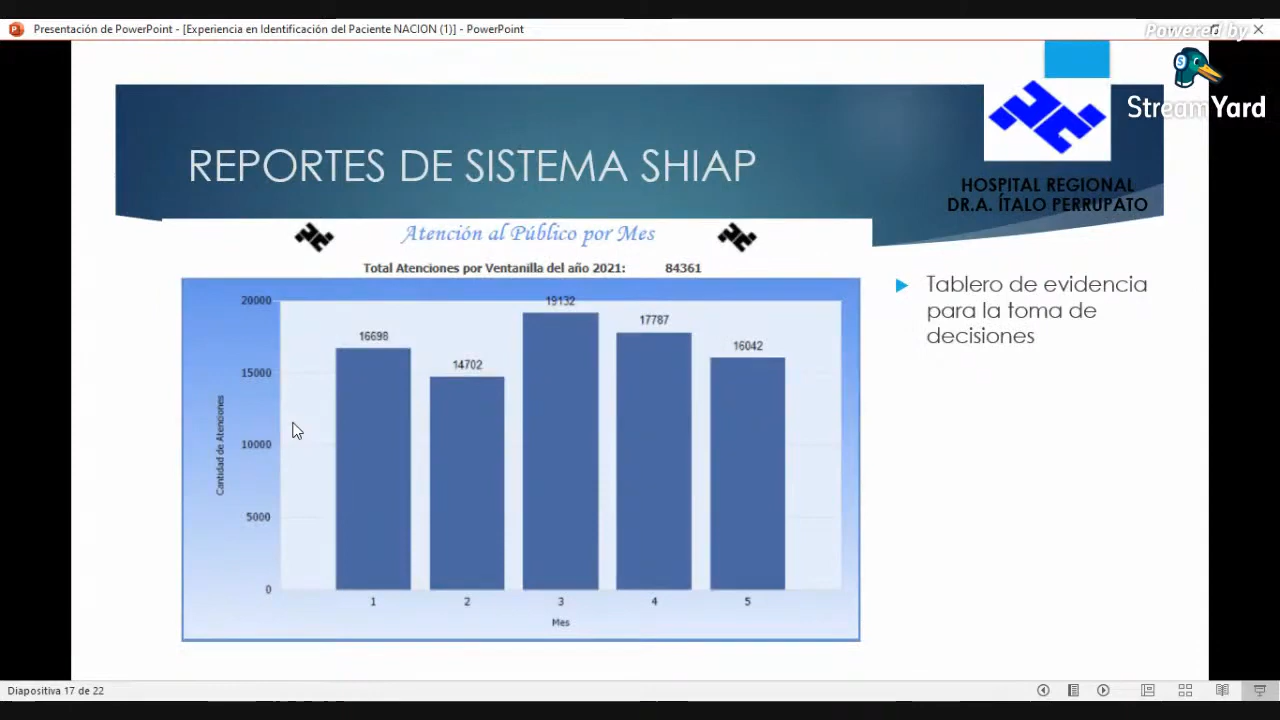 Presentación de PowerPoint - [Experiencia en Identificación del Paciente NACION (1)] - PowerPoint
Powered by
StreamYard
REPORTES DE SISTEMA SHIAP
HOSPITAL REGIONAL
DR.A. ÍTALO PERRUPATO
Atención al Público por Mes
Total Atenciones por Ventanilla del año 2021: 84361
Cantidad de Atenciones
20000
15000
10000
5000
0
16698
14702
19132
17787
16042
1 2 3 4 5
Mes
Tablero de evidencia
para la toma de
decisiones
Diapositiva 17 de 22